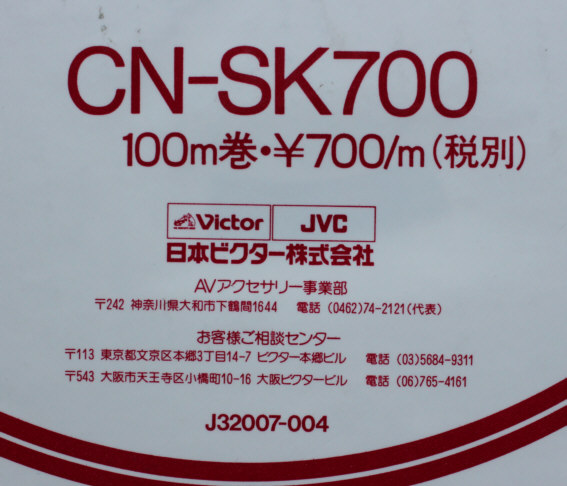 CN-SK700
100m巻・¥700/m(税別)
Victor JVC
日本ビクター株式会社
AVアクセサリー事業部
〒242 神奈川県大和市下鶴間1644 電話 (0462)74-2121(代表)
お客様ご相談センター
〒113 東京都文京区本郷3丁目14-7 ビクター本郷ビル 電話 (03)5684-9311
〒543 大阪市天王寺区小橋町10-16 大阪ビクタービル 電話 (06)765-4161
J32007-004